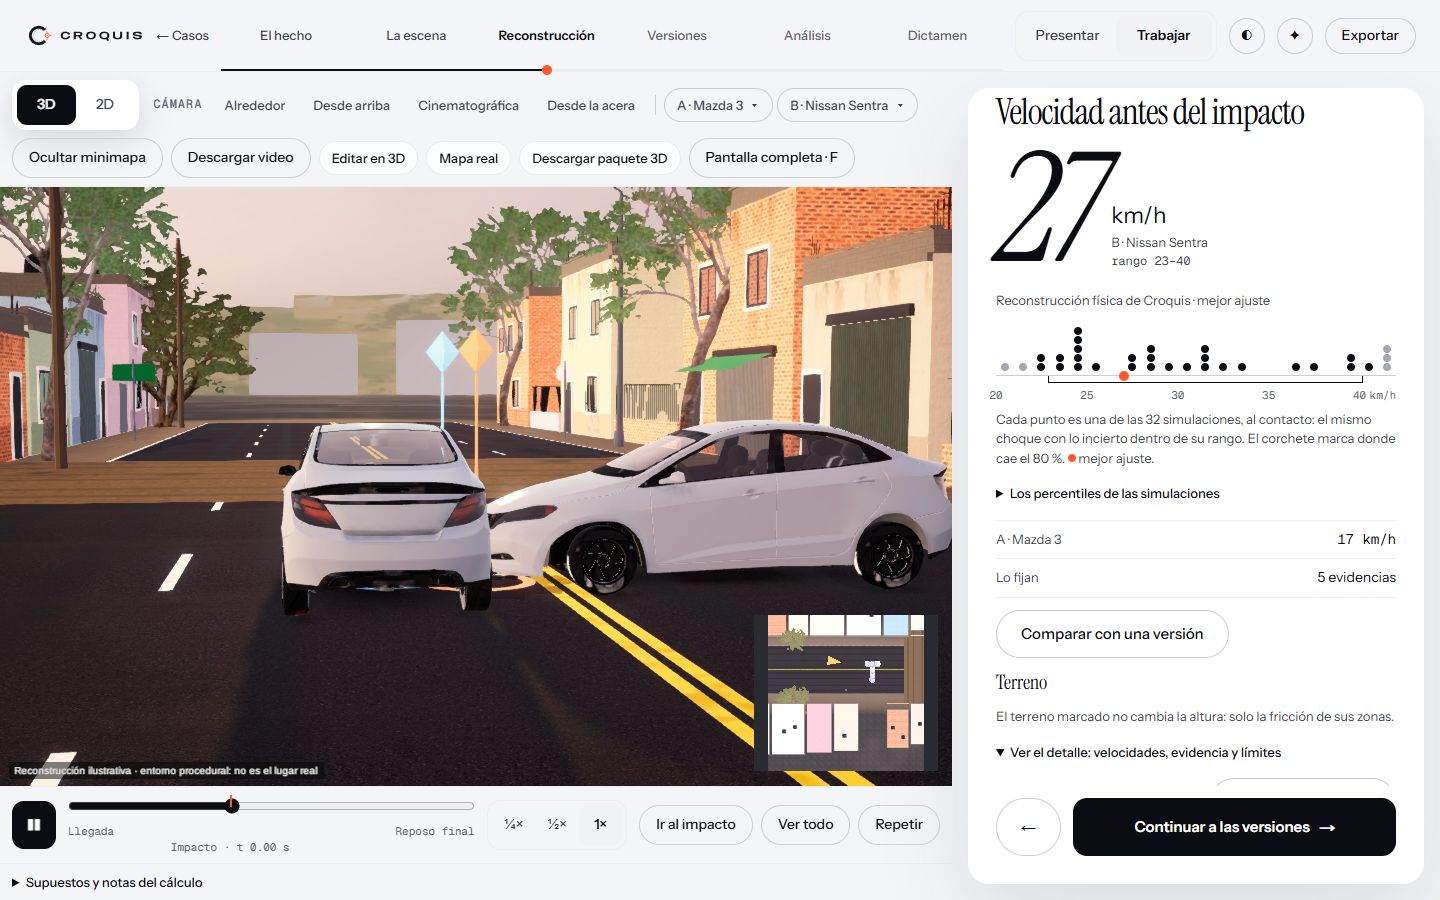 CROQUIS
← Casos
El hecho
La escena
Reconstrucción
Versiones
Análisis
Dictamen
Presentar
Trabajar
Exportar
3D
2D
CÁMARA
Alrededor
Desde arriba
Cinematográfica
Desde la acera
A · Mazda 3
B · Nissan Sentra
Ocultar minimapa
Descargar video
Editar en 3D
Mapa real
Descargar paquete 3D
Pantalla completa · F
Reconstrucción ilustrativa - entorno procedural: no es el lugar real
Llegada
Reposo final
Impacto · t 0.00 s
¼×
½×
1×
Ir al impacto
Ver todo
Repetir
Supuestos y notas del cálculo
Velocidad antes del impacto
27
km/h
B · Nissan Sentra
rango 23–40
Reconstrucción física de Croquis · mejor ajuste
20
25
30
35
40 km/h
Cada punto es una de las 32 simulaciones, al contacto: el mismo
choque con lo incierto dentro de su rango. El corchete marca donde
cae el 80 %. mejor ajuste.
Los percentiles de las simulaciones
A · Mazda 3
17 km/h
Lo fijan
5 evidencias
Comparar con una versión
Terreno
El terreno marcado no cambia la altura: solo la fricción de sus zonas.
Ver el detalle: velocidades, evidencia y límites
←
Continuar a las versiones →